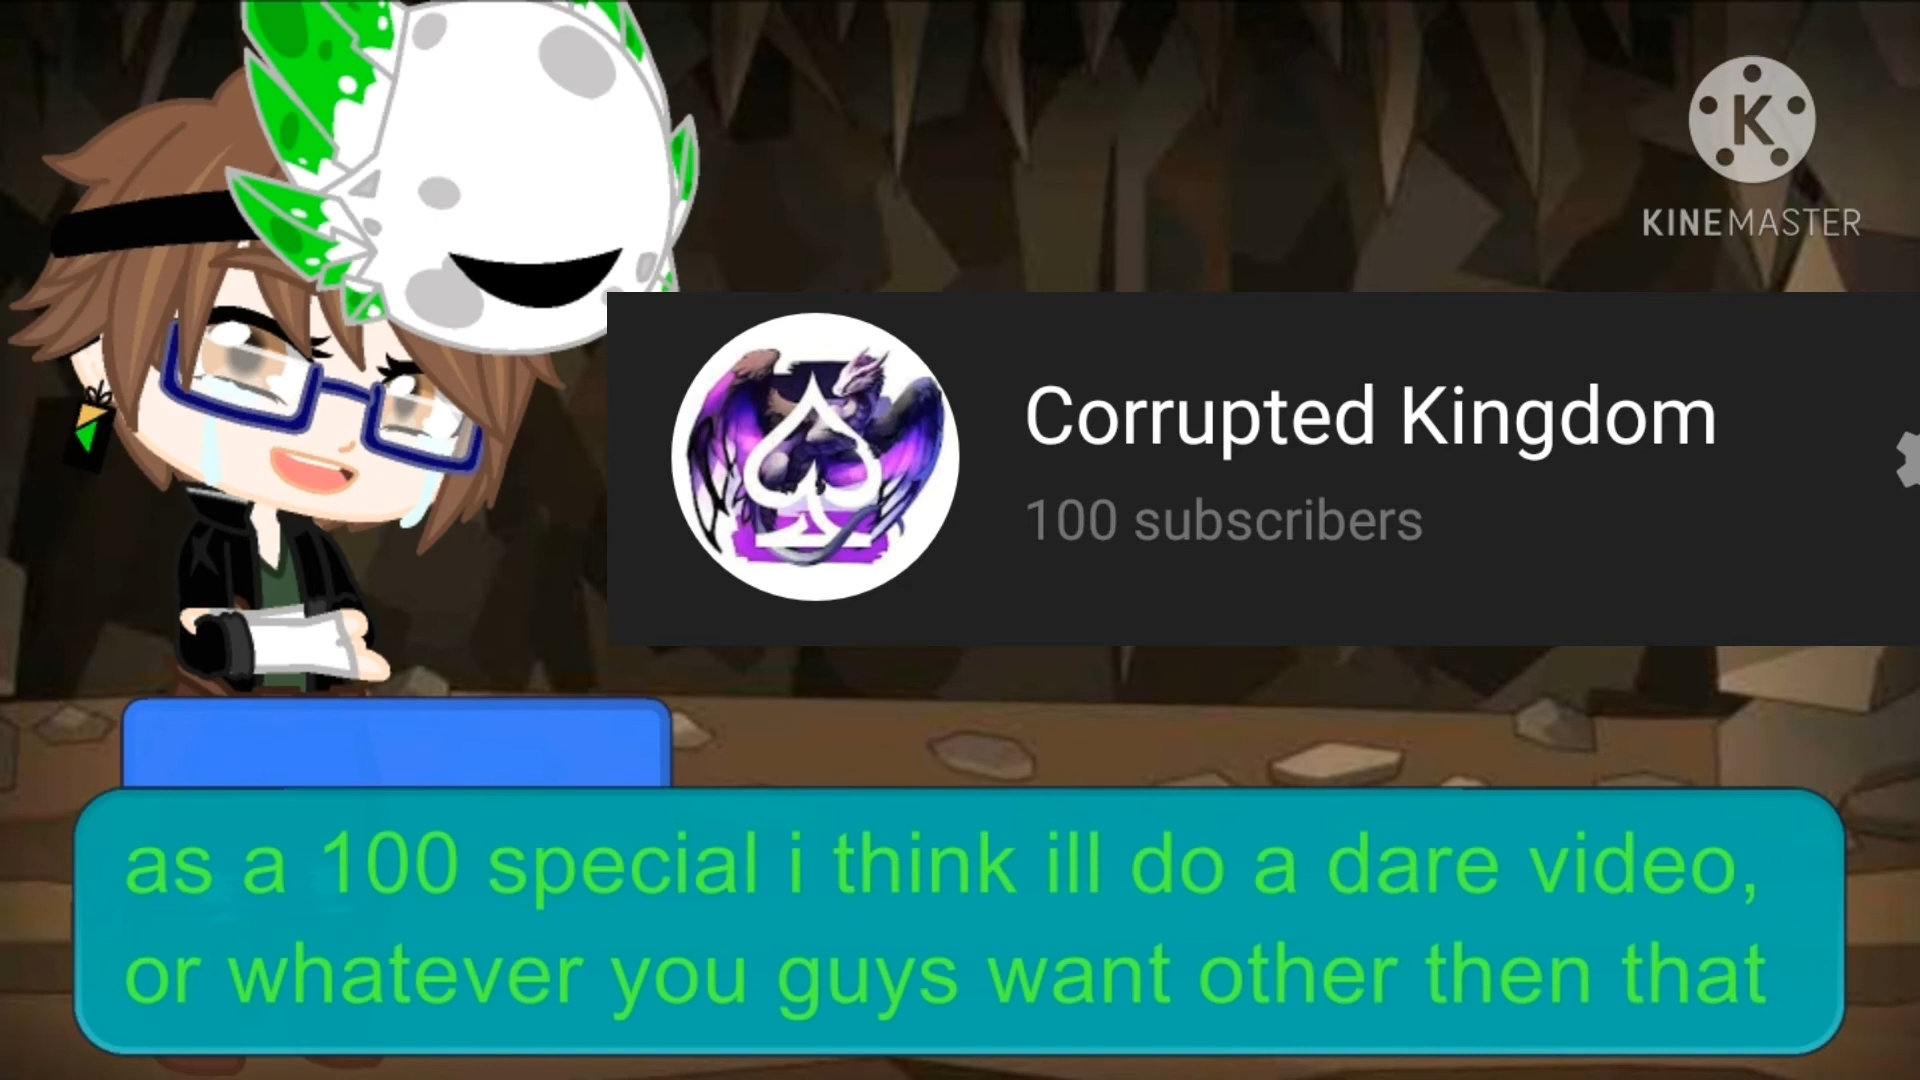 K
KINEMASTER
Corrupted Kingdom
100 subscribers
as a 100 special i think ill do a dare video,
or whatever you guys want other then that